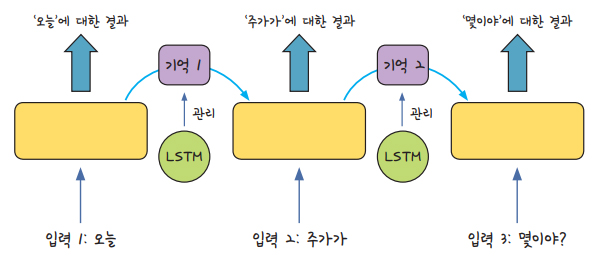 ‘오늘’에 대한 결과
‘주가가’에 대한 결과
‘몇이야’에 대한 결과
기억 1
기억 2
관리
관리
LSTM
LSTM
입력 1: 오늘
입력 2: 주가가
입력 3: 몇이야?